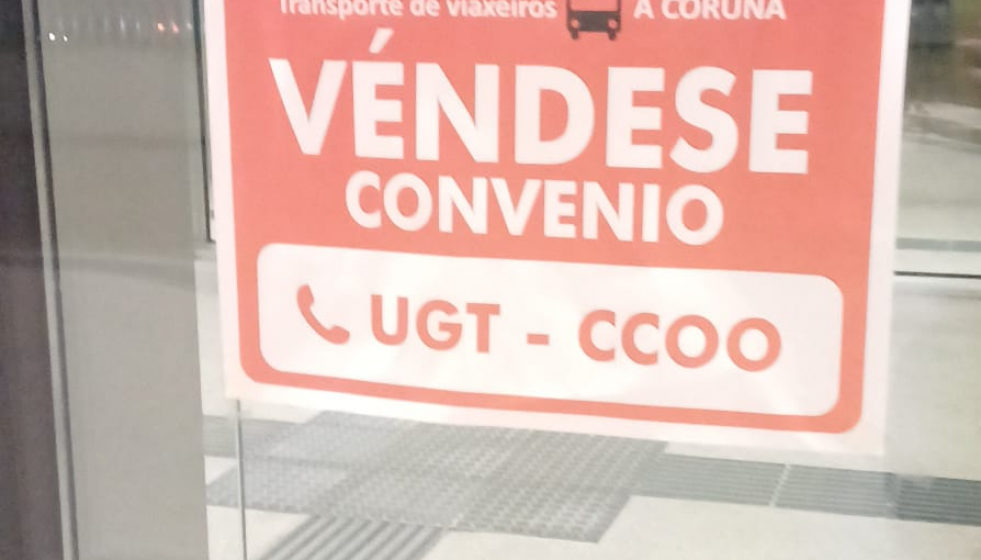 Transporte de viaxeiros A CORUÑA
VÉNDESE
CONVENIO
UGT - CCOO